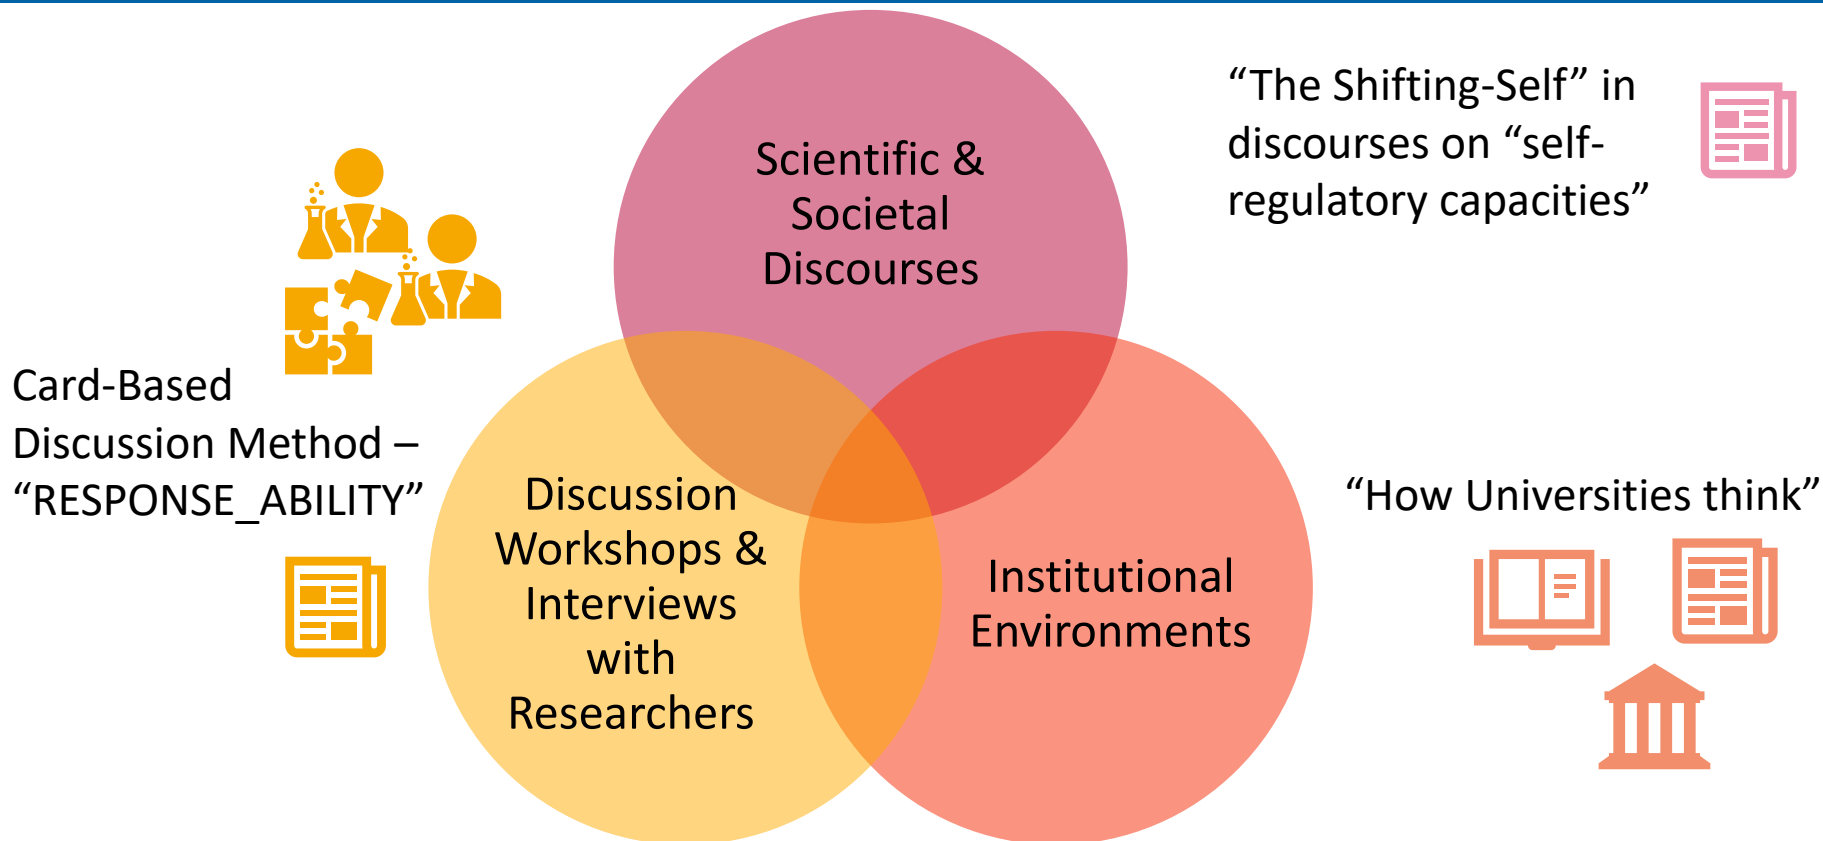 Scientific &
Societal
Discourses
“The Shifting-Self” in
discourses on “self-
regulatory capacities”
Card-Based
Discussion Method –
“RESPONSE_ABILITY”
Discussion
Workshops &
Interviews
with
Researchers
Institutional
Environments
“How Universities think”